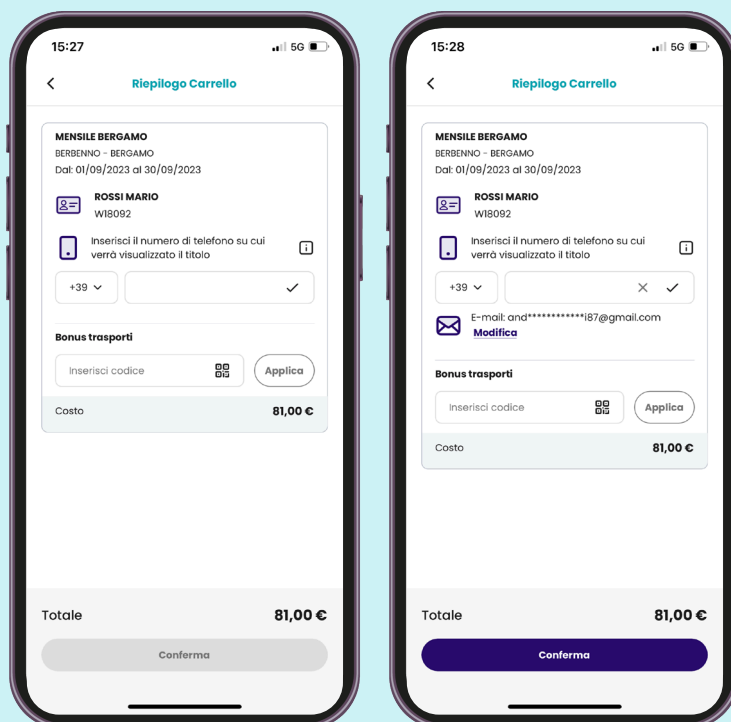 15:27
5G
Riepilogo Carrello
MENSILE BERGAMO
BERBENNO - BERGAMO
Dal: 01/09/2023 al 30/09/2023
ROSSI MARIO
W18092
Inserisci il numero di telefono su cui
verrà visualizzato il titolo
+39
Bonus trasporti
Inserisci codice
Applica
Costo 81,00 €
Totale 81,00 €
Conferma
15:28
5G
Riepilogo Carrello
MENSILE BERGAMO
BERBENNO - BERGAMO
Dal: 01/09/2023 al 30/09/2023
ROSSI MARIO
W18092
Inserisci il numero di telefono su cui
verrà visualizzato il titolo
+39
E-mail: and************i87@gmail.com
Modifica
Bonus trasporti
Inserisci codice
Applica
Costo 81,00 €
Totale 81,00 €
Conferma